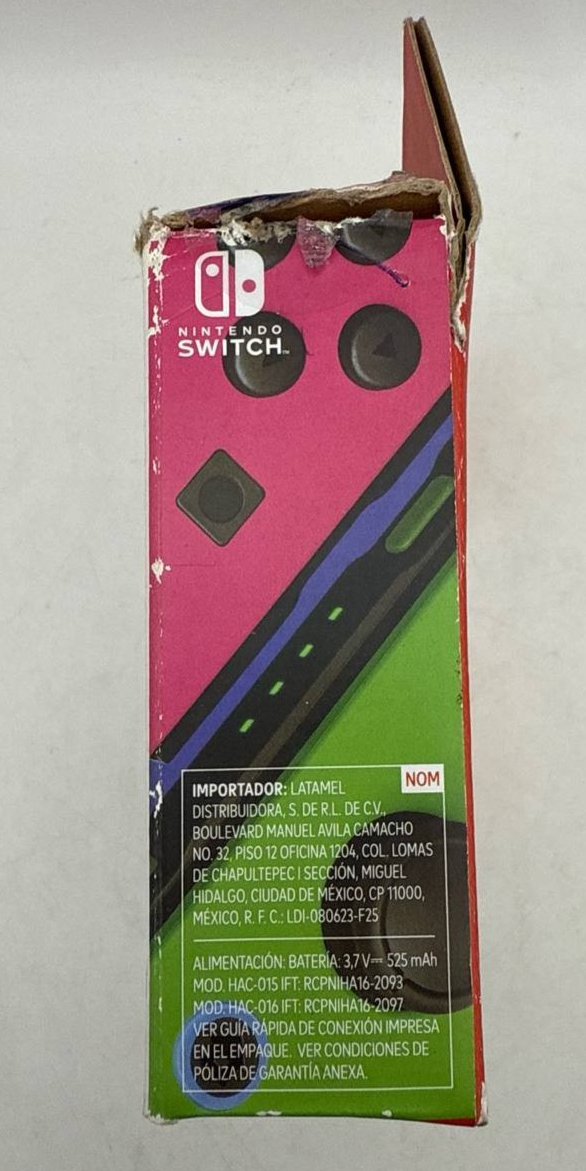 NINTENDO
SWITCH™
NOM
IMPORTADOR: LATAMEL
DISTRIBUIDORA, S. DE R.L. DE C.V.,
BOULEVARD MANUEL AVILA CAMACHO
NO. 32, PISO 12 OFICINA 1204, COL. LOMAS
DE CHAPULTEPEC I SECCIÓN, MIGUEL
HIDALGO, CIUDAD DE MÉXICO, CP 11000,
MÉXICO, R. F. C.: LDI-080623-F25
ALIMENTACIÓN: BATERÍA: 3,7 V⎓ 525 mAh
MOD. HAC-015 IFT: RCPNIHA16-2093
MOD. HAC-016 IFT: RCPNIHA16-2097
VER GUÍA RÁPIDA DE CONEXIÓN IMPRESA
EN EL EMPAQUE. VER CONDICIONES DE
PÓLIZA DE GARANTÍA ANEXA.